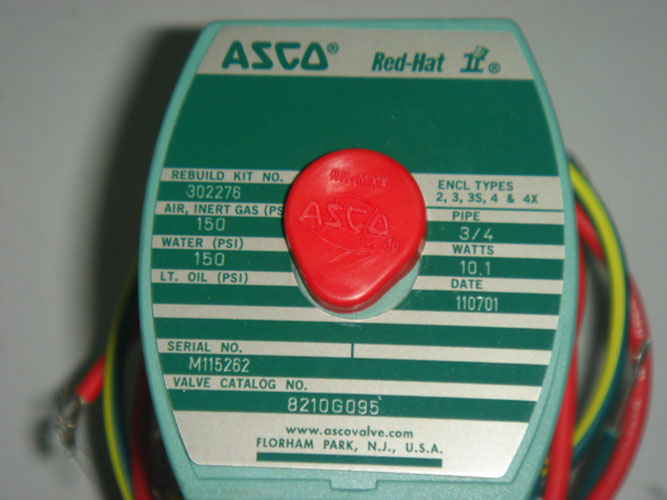 ASCO® Red-Hat II®
REBUILD KIT NO.
302276
ENCL TYPES
2, 3, 3S, 4 & 4X
AIR, INERT GAS (PS
150
PIPE
3/4
WATER (PSI)
150
WATTS
10.1
LT. OIL (PSI)
DATE
110701
ASCO®
SERIAL NO.
M115262
VALVE CATALOG NO.
8210G095
www.ascovalve.com
FLORHAM PARK, N.J., U.S.A.